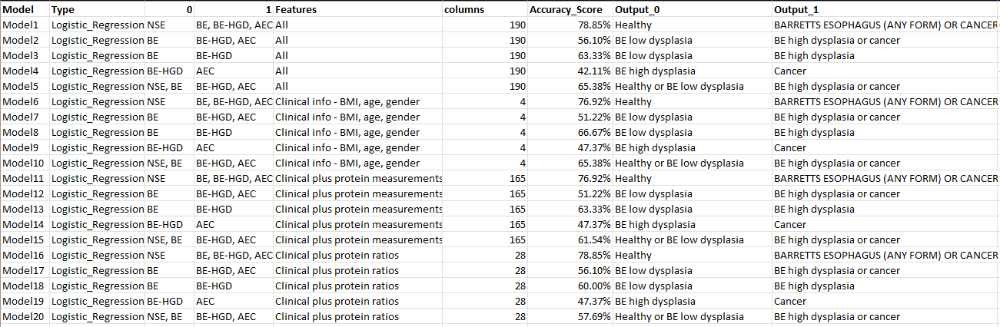 Model Type 0 1 Features columns Accuracy_Score Output_0 Output_1
Model1 Logistic_Regression NSE BE, BE-HGD, AEC All 190 78.85% Healthy BARRETTS ESOPHAGUS (ANY FORM) OR CANCER
Model2 Logistic_Regression BE BE-HGD, AEC All 190 56.10% BE low dysplasia BE high dysplasia or cancer
Model3 Logistic_Regression BE BE-HGD All 190 63.33% BE low dysplasia BE high dysplasia
Model4 Logistic_Regression BE-HGD AEC All 190 42.11% BE high dysplasia Cancer
Model5 Logistic_Regression NSE, BE BE-HGD, AEC All 190 65.38% Healthy or BE low dysplasia BE high dysplasia or cancer
Model6 Logistic_Regression NSE BE, BE-HGD, AEC Clinical info - BMI, age, gender 4 76.92% Healthy BARRETTS ESOPHAGUS (ANY FORM) OR CANCER
Model7 Logistic_Regression BE BE-HGD, AEC Clinical info - BMI, age, gender 4 51.22% BE low dysplasia BE high dysplasia or cancer
Model8 Logistic_Regression BE BE-HGD Clinical info - BMI, age, gender 4 66.67% BE low dysplasia BE high dysplasia
Model9 Logistic_Regression BE-HGD AEC Clinical info - BMI, age, gender 4 47.37% BE high dysplasia Cancer
Model10 Logistic_Regression NSE, BE BE-HGD, AEC Clinical info - BMI, age, gender 4 65.38% Healthy or BE low dysplasia BE high dysplasia or cancer
Model11 Logistic_Regression NSE BE, BE-HGD, AEC Clinical plus protein measurements 165 76.92% Healthy BARRETTS ESOPHAGUS (ANY FORM) OR CANCER
Model12 Logistic_Regression BE BE-HGD, AEC Clinical plus protein measurements 165 51.22% BE low dysplasia BE high dysplasia or cancer
Model13 Logistic_Regression BE BE-HGD Clinical plus protein measurements 165 63.33% BE low dysplasia BE high dysplasia
Model14 Logistic_Regression BE-HGD AEC Clinical plus protein measurements 165 47.37% BE high dysplasia Cancer
Model15 Logistic_Regression NSE, BE BE-HGD, AEC Clinical plus protein measurements 165 61.54% Healthy or BE low dysplasia BE high dysplasia or cancer
Model16 Logistic_Regression NSE BE, BE-HGD, AEC Clinical plus protein ratios 28 78.85% Healthy BARRETTS ESOPHAGUS (ANY FORM) OR CANCER
Model17 Logistic_Regression BE BE-HGD, AEC Clinical plus protein ratios 28 56.10% BE low dysplasia BE high dysplasia or cancer
Model18 Logistic_Regression BE BE-HGD Clinical plus protein ratios 28 60.00% BE low dysplasia BE high dysplasia
Model19 Logistic_Regression BE-HGD AEC Clinical plus protein ratios 28 47.37% BE high dysplasia Cancer
Model20 Logistic_Regression NSE, BE BE-HGD, AEC Clinical plus protein ratios 28 57.69% Healthy or BE low dysplasia BE high dysplasia or cancer